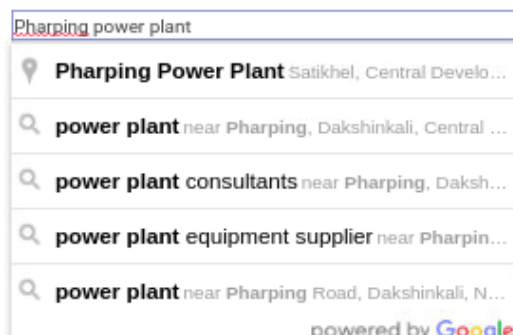 Pharping power plant
Pharping Power Plant Satikhel, Central Develo...
power plant near Pharping, Dakshinkali, Central ...
power plant consultants near Pharping, Daksh...
power plant equipment supplier near Pharpin...
power plant near Pharping Road, Dakshinkali, N...
powered by Google